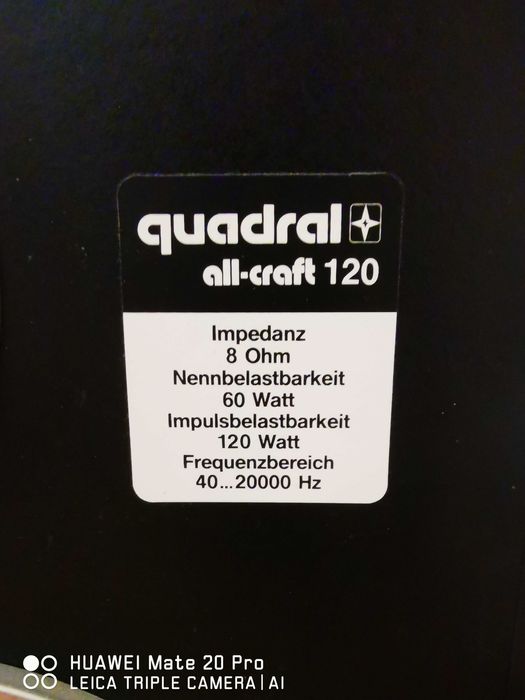 quadral
all-craft 120
Impedanz
8 Ohm
Nennbelastbarkeit
60 Watt
Impulsbelastbarkeit
120 Watt
Frequenzbereich
40...20000 Hz
HUAWEI Mate 20 Pro
LEICA TRIPLE CAMERA | AI